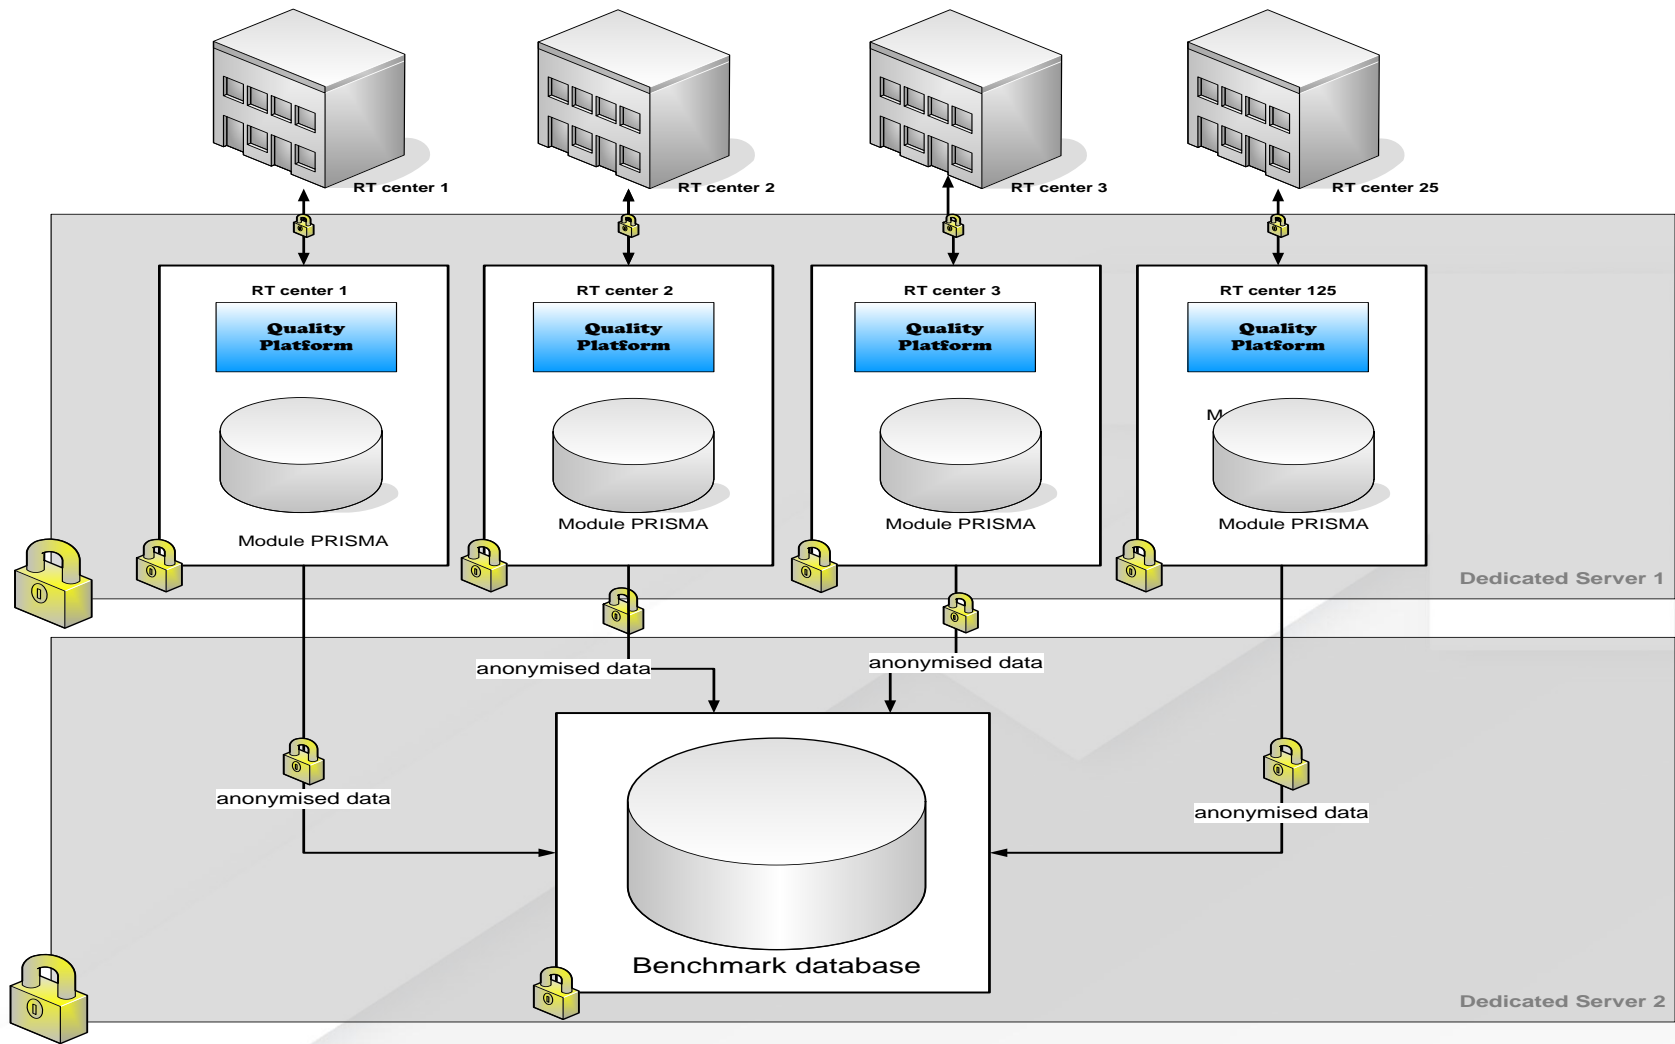 RT center 1
RT center 2
RT center 3
RT center 25
RT center 1
RT center 2
RT center 3
RT center 125
Quality
Platform
Quality
Platform
Quality
Platform
Quality
Platform
Module PRISMA
Module PRISMA
Module PRISMA
Module PRISMA
Dedicated Server 1
anonymised data
anonymised data
anonymised data
anonymised data
Benchmark database
Dedicated Server 2